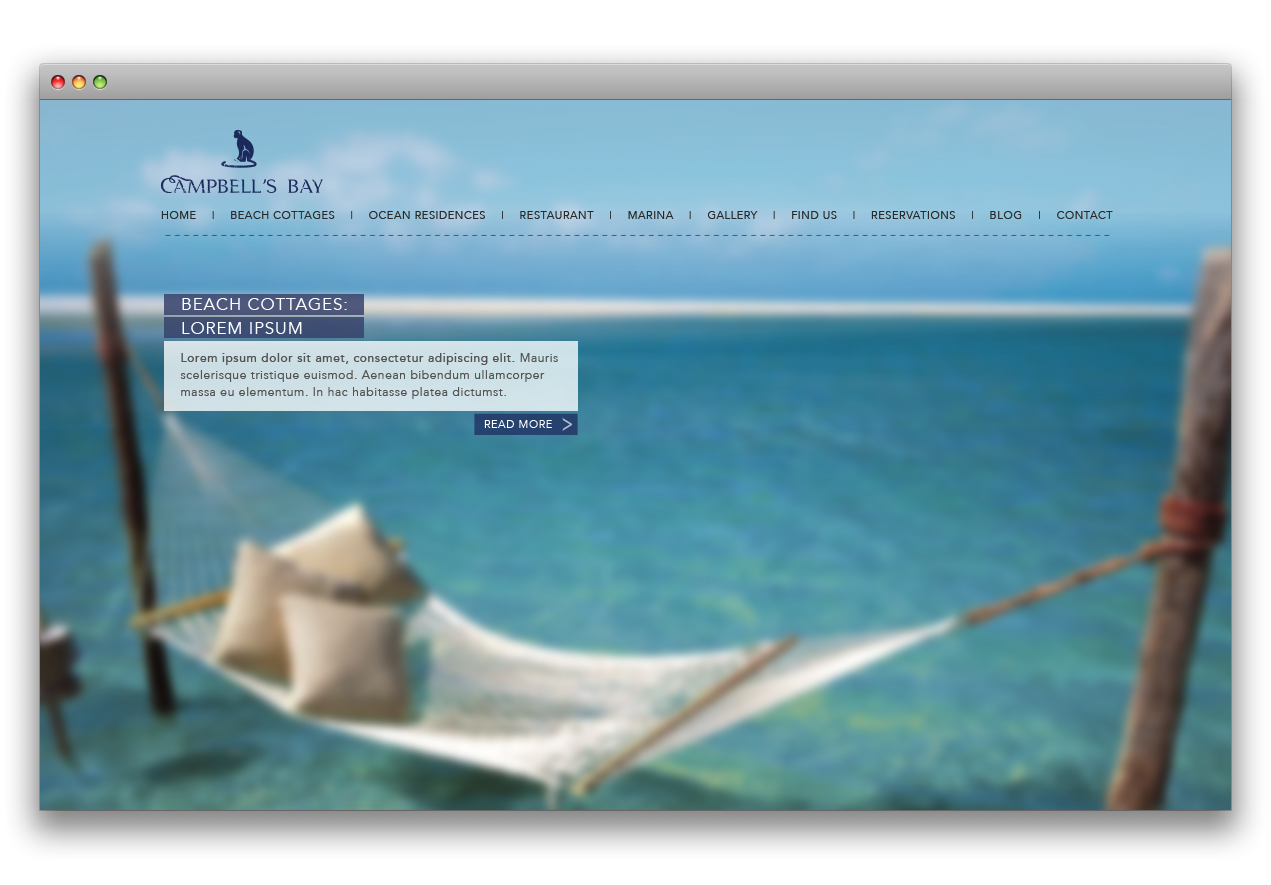 CAMPBELL'S BAY
HOME | BEACH COTTAGES | OCEAN RESIDENCES | RESTAURANT | MARINA | GALLERY | FIND US | RESERVATIONS | BLOG | CONTACT
BEACH COTTAGES:
LOREM IPSUM
Lorem ipsum dolor sit amet, consectetur adipiscing elit. Mauris
scelerisque tristique euismod. Aenean bibendum ullamcorper
massa eu elementum. In hac habitasse platea dictumst.
READ MORE >